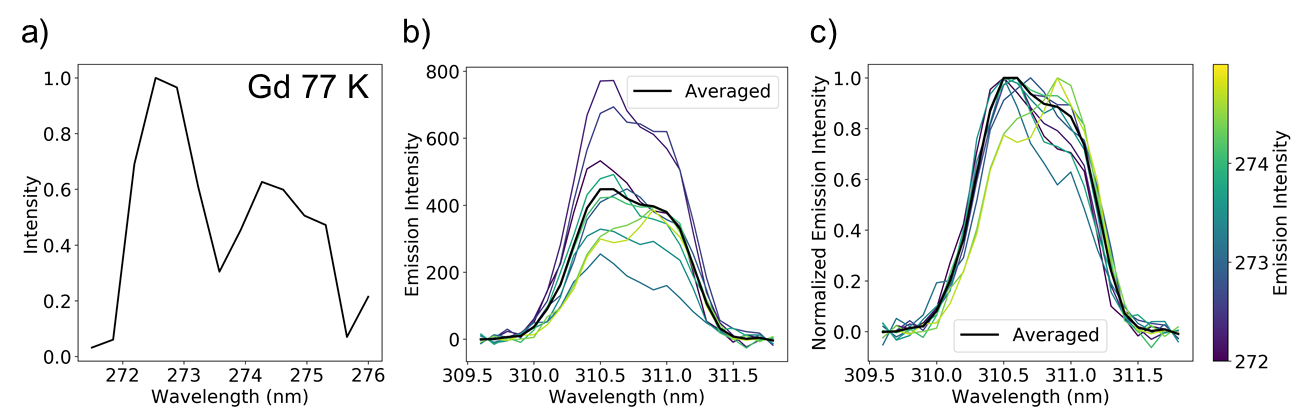 a)
Gd 77 K
Intensity
1.0
0.8
0.6
0.4
0.2
0.0
272 273 274 275 276
Wavelength (nm)
b)
Averaged
Emission Intensity
800
600
400
200
0
309.5 310.0 310.5 311.0 311.5
Wavelength (nm)
c)
Averaged
Normalized Emission Intensity
1.0
0.8
0.6
0.4
0.2
0.0
309.5 310.0 310.5 311.0 311.5
Wavelength (nm)
274
273
272
Emission Intensity